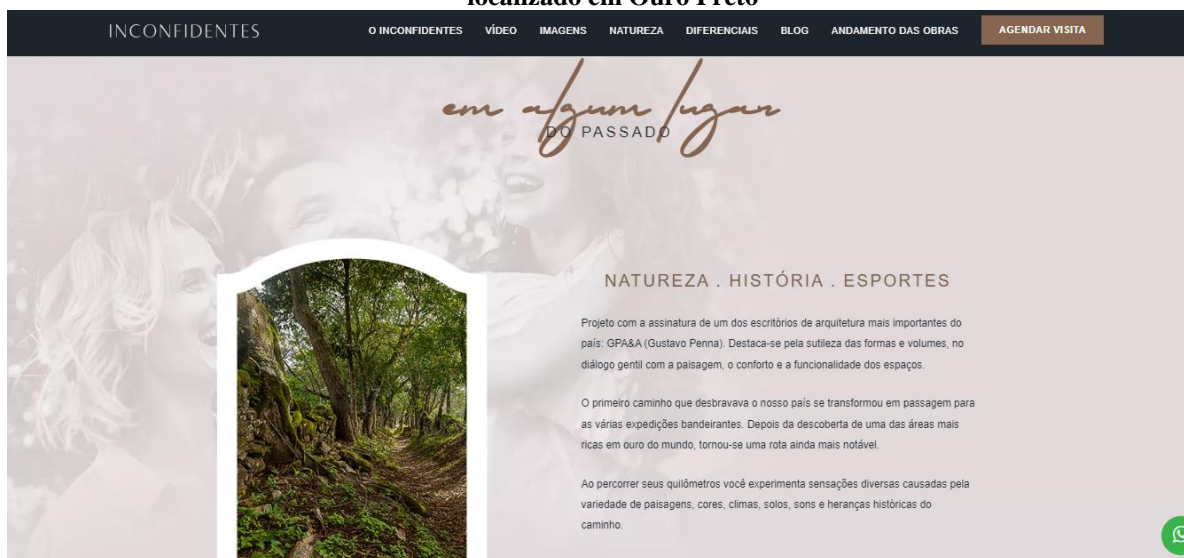 localizado em Ouro Preto
INCONFIDENTES
O INCONFIDENTES VÍDEO IMAGENS NATUREZA DIFERENCIAIS BLOG ANDAMENTO DAS OBRAS AGENDAR VISITA
em algum lugar
DO PASSADO
NATUREZA . HISTÓRIA . ESPORTES
Projeto com a assinatura de um dos escritórios de arquitetura mais importantes do
país: GPA&A (Gustavo Penna). Destaca-se pela sutileza das formas e volumes, no
diálogo gentil com a paisagem, o conforto e a funcionalidade dos espaços.
O primeiro caminho que desbravava o nosso país se transformou em passagem para
as várias expedições bandeirantes. Depois da descoberta de uma das áreas mais
ricas em ouro do mundo, tornou-se uma rota ainda mais notável.
Ao percorrer seus quilômetros você experimenta sensações diversas causadas pela
variedade de paisagens, cores, climas, solos, sons e heranças históricas do
caminho.